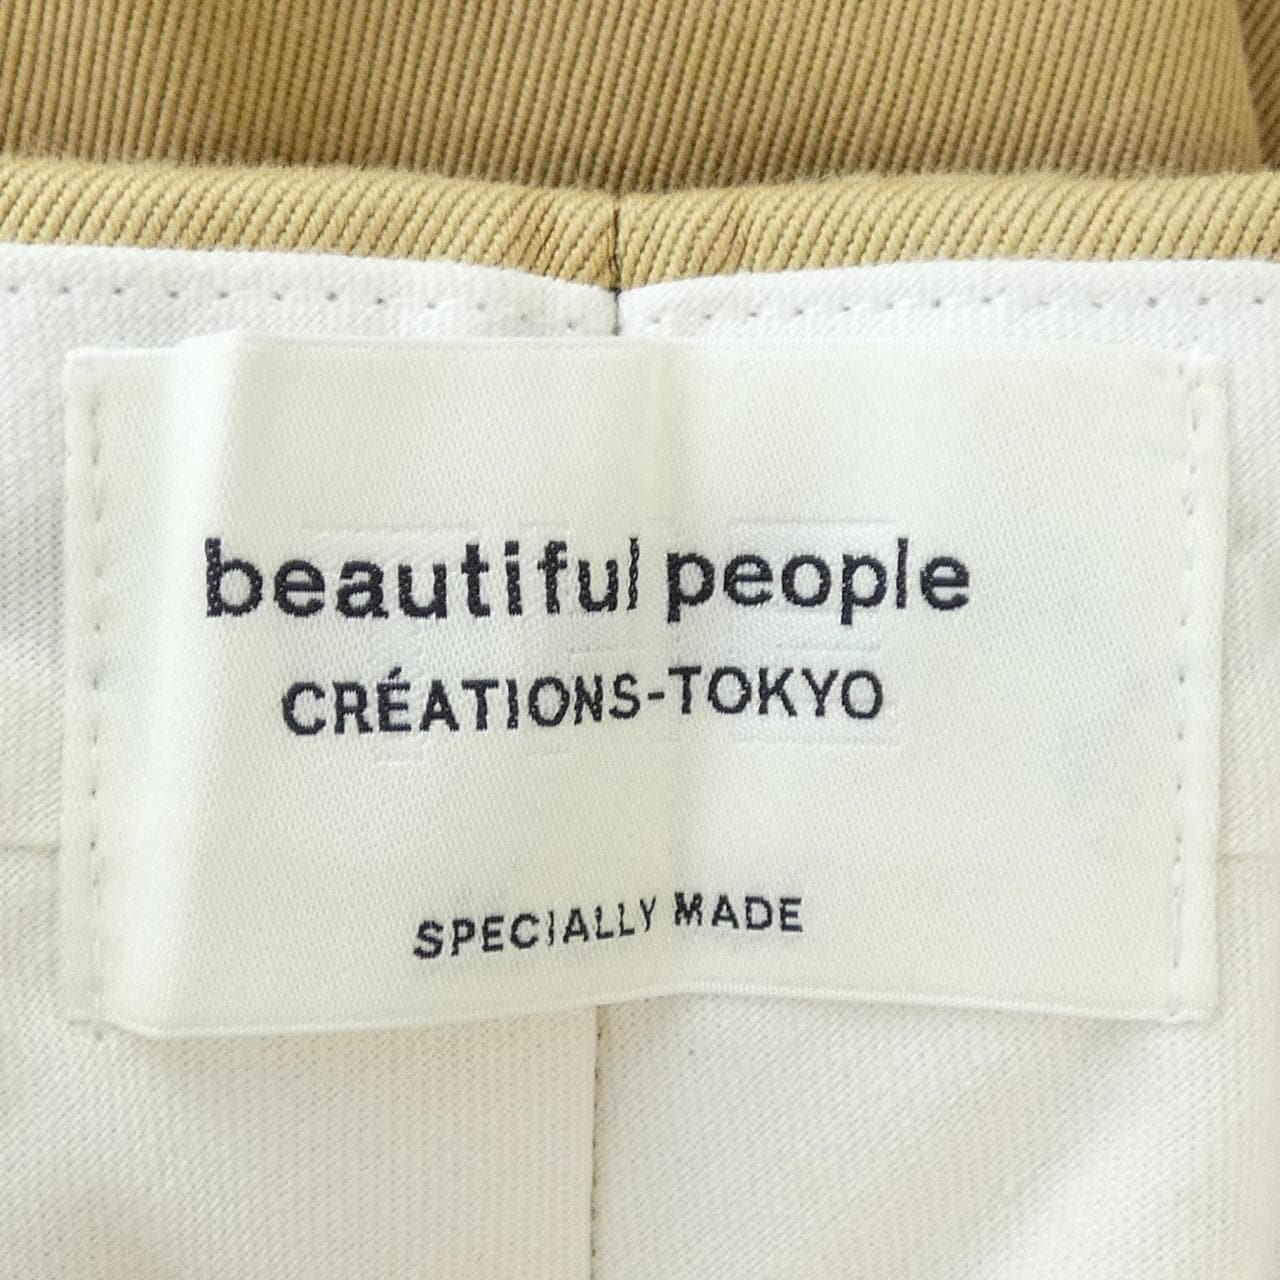 beautiful people
CRÉATIONS-TOKYO
SPECIALLY MADE